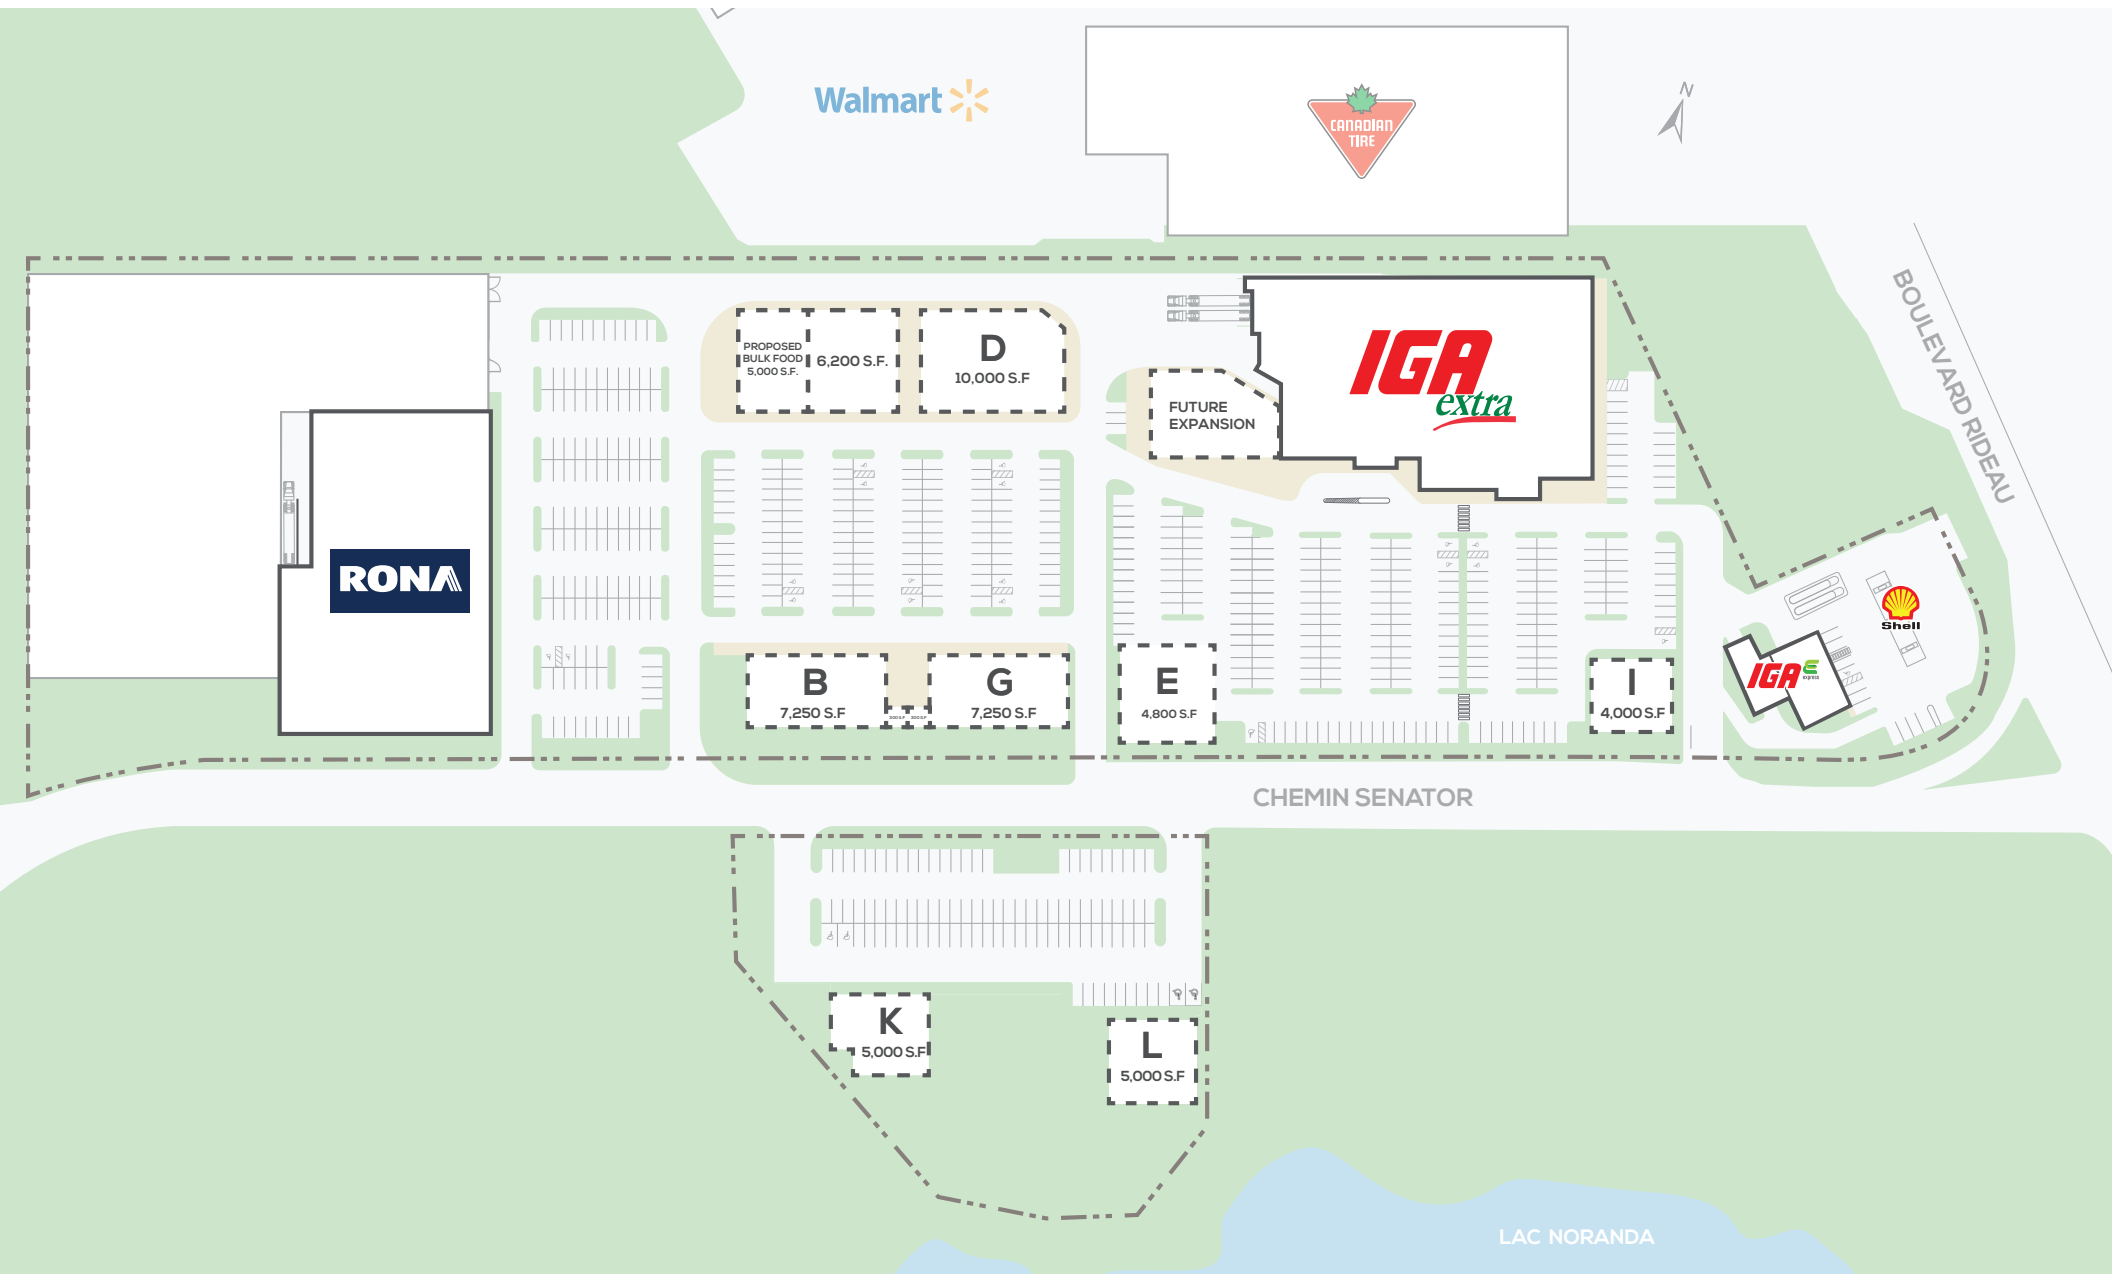 Walmart
CANADIAN
TIRE
N
BOULEVARD RIDEAU
PROPOSED
BULK FOOD
5,000 S.F.
6,200 S.F.
D
10,000 S.F
FUTURE
EXPANSION
IGA
extra
RONA
Shell
IGA
express
B
7,250 S.F
G
7,250 S.F
E
4,800 S.F
I
4,000 S.F
CHEMIN SENATOR
K
5,000 S.F
L
5,000 S.F
LAC NORANDA